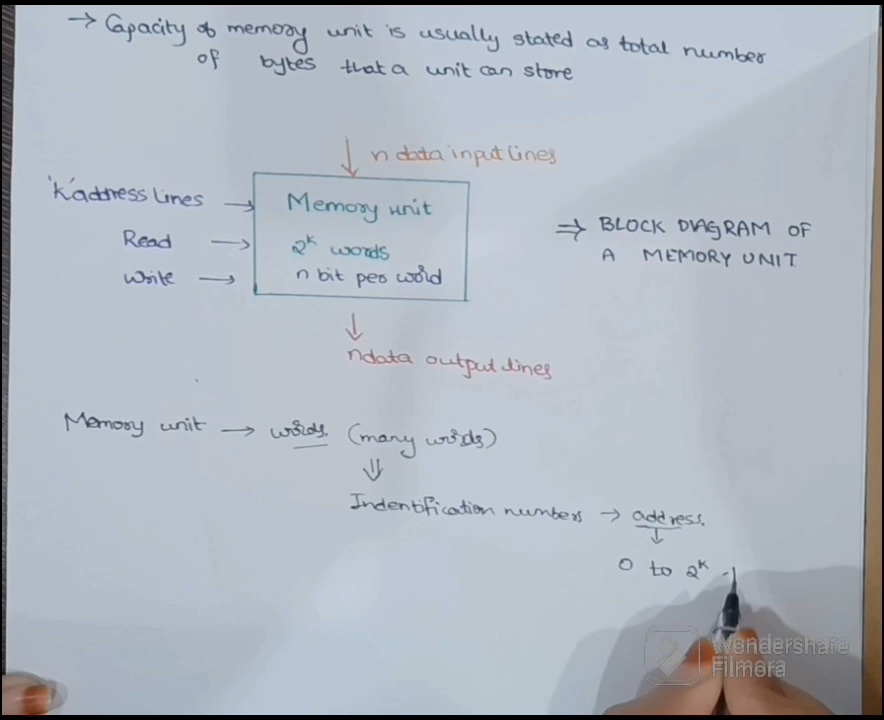 → Capacity of memory unit is usually stated as total number
of bytes that a unit can store
n data input lines
'K' address lines →
Read →
Write →
Memory unit
2ᴷ words
n bit per word
⇒ BLOCK DIAGRAM OF
A MEMORY UNIT
n data output lines
Memory unit → words. (many words)
Indentification numbers → address.
0 to 2ᴷ -1
Wondershare
Filmora